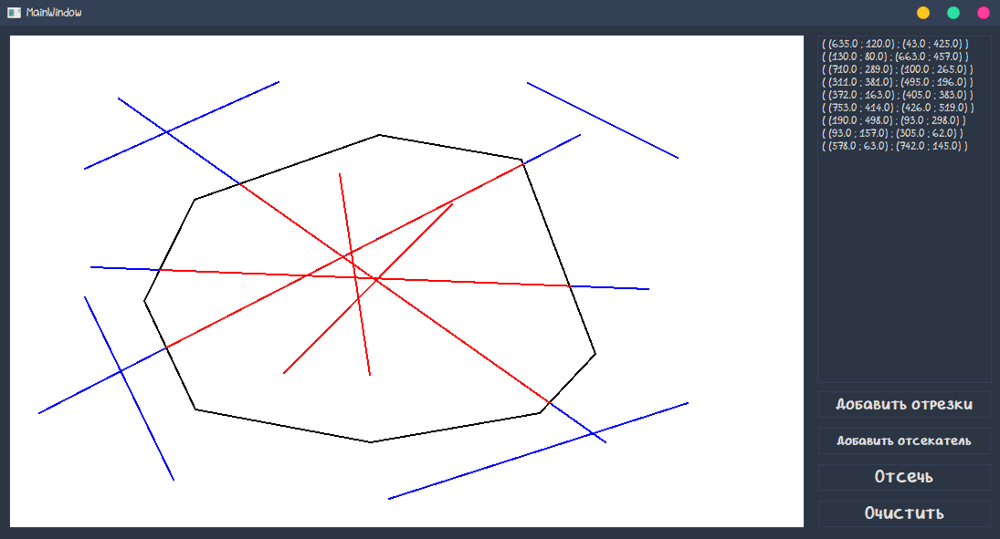 MainWindow
( (635.0 ; 120.0) ; (43.0 ; 425.0) )
( (130.0 ; 80.0) ; (663.0 ; 457.0) )
( (710.0 ; 289.0) ; (100.0 ; 265.0) )
( (311.0 ; 381.0) ; (495.0 ; 196.0) )
( (372.0 ; 163.0) ; (405.0 ; 383.0) )
( (753.0 ; 414.0) ; (426.0 ; 519.0) )
( (190.0 ; 498.0) ; (93.0 ; 298.0) )
( (93.0 ; 157.0) ; (305.0 ; 62.0) )
( (578.0 ; 63.0) ; (742.0 ; 145.0) )
Добавить отрезки
Добавить отсекатель
Отсечь
Очистить